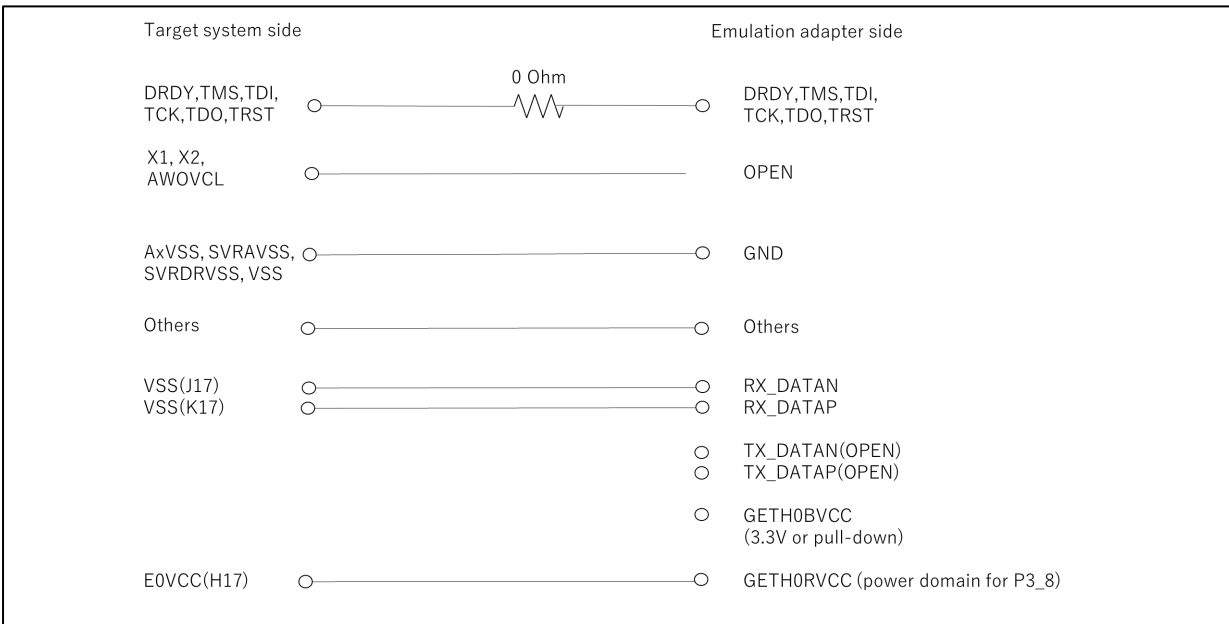 Target system side
Emulation adapter side
0 Ohm
DRDY,TMS,TDI,
TCK,TDO,TRST
DRDY,TMS,TDI,
TCK,TDO,TRST
X1, X2,
AWOVCL
OPEN
AxVSS, SVRAVSS,
SVRDRVSS, VSS
GND
Others
Others
VSS(J17)
RX_DATAN
VSS(K17)
RX_DATAP
TX_DATAN(OPEN)
TX_DATAP(OPEN)
GETH0BVCC
(3.3V or pull-down)
E0VCC(H17)
GETH0RVCC (power domain for P3_8)